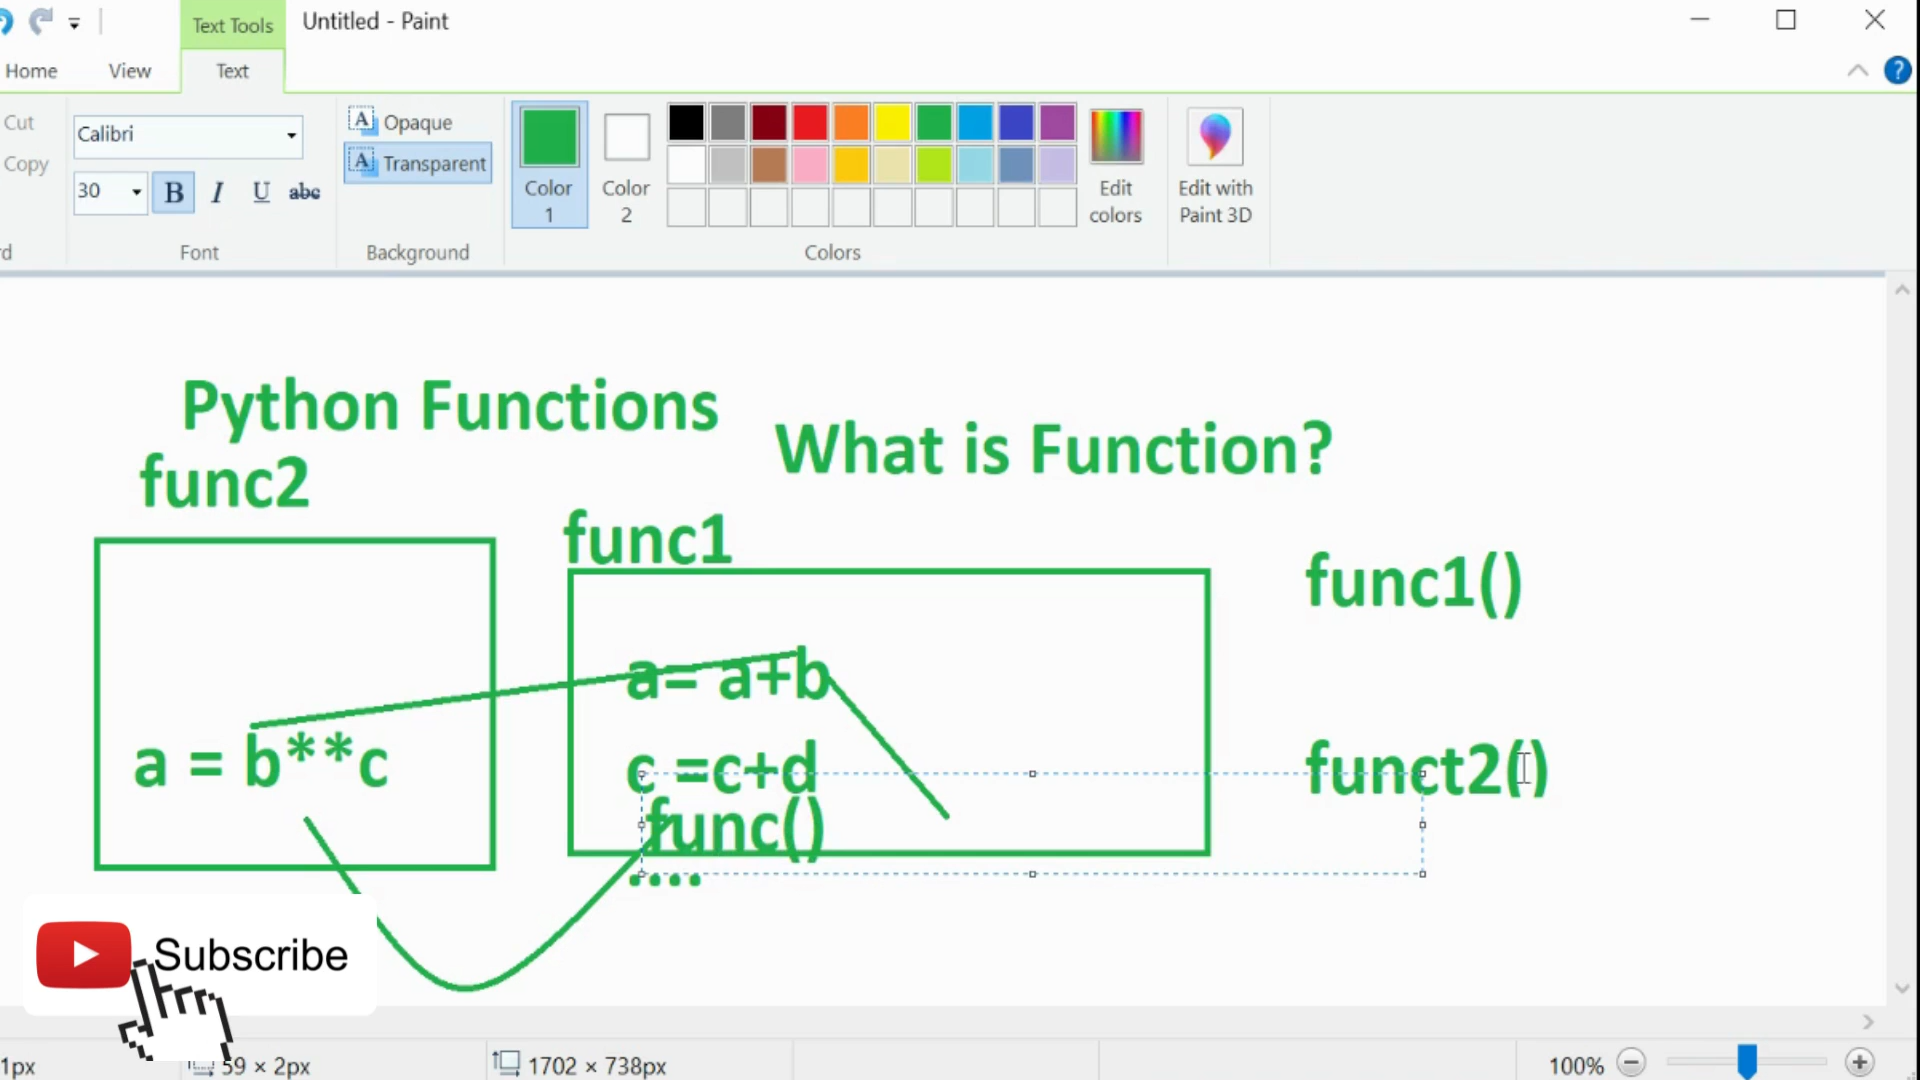 Text Tools
Untitled - Paint
Home
View
Text
?
Cut
Copy
Calibri
30
B
I
U
abc
Font
A Opaque
A Transparent
Background
Color
1
Color
2
Colors
Edit
colors
Edit with
Paint 3D
Python Functions
What is Function?
func2
func1
func1()
a= a+b
a = b**c
c =c+d
funct2()
func()
....
Subscribe
1px
59 × 2px
1702 × 738px
100%